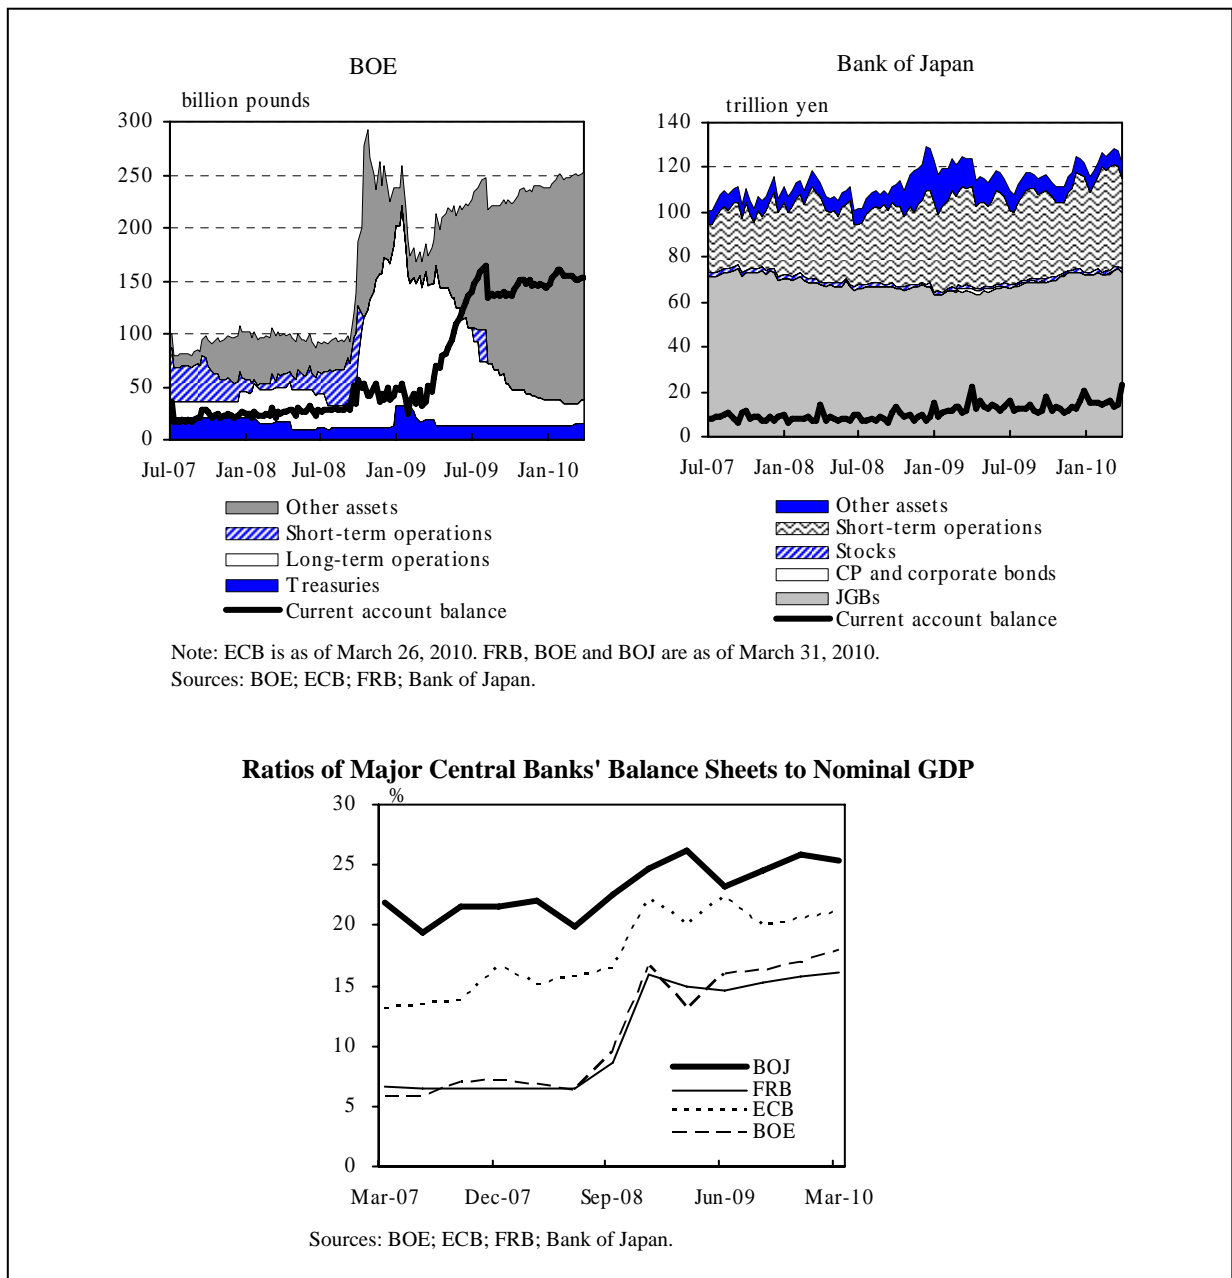 BOE
billion pounds
300
250
200
150
100
50
0
Jul-07 Jan-08 Jul-08 Jan-09 Jul-09 Jan-10
Other assets
Short-term operations
Long-term operations
Treasuries
Current account balance
Bank of Japan
trillion yen
140
120
100
80
60
40
20
0
Jul-07 Jan-08 Jul-08 Jan-09 Jul-09 Jan-10
Other assets
Short-term operations
Stocks
CP and corporate bonds
JGBs
Current account balance
Note: ECB is as of March 26, 2010. FRB, BOE and BOJ are as of March 31, 2010.
Sources: BOE; ECB; FRB; Bank of Japan.
Ratios of Major Central Banks' Balance Sheets to Nominal GDP
%
30
25
20
15
10
5
0
BOJ
FRB
ECB
BOE
Mar-07 Dec-07 Sep-08 Jun-09 Mar-10
Sources: BOE; ECB; FRB; Bank of Japan.